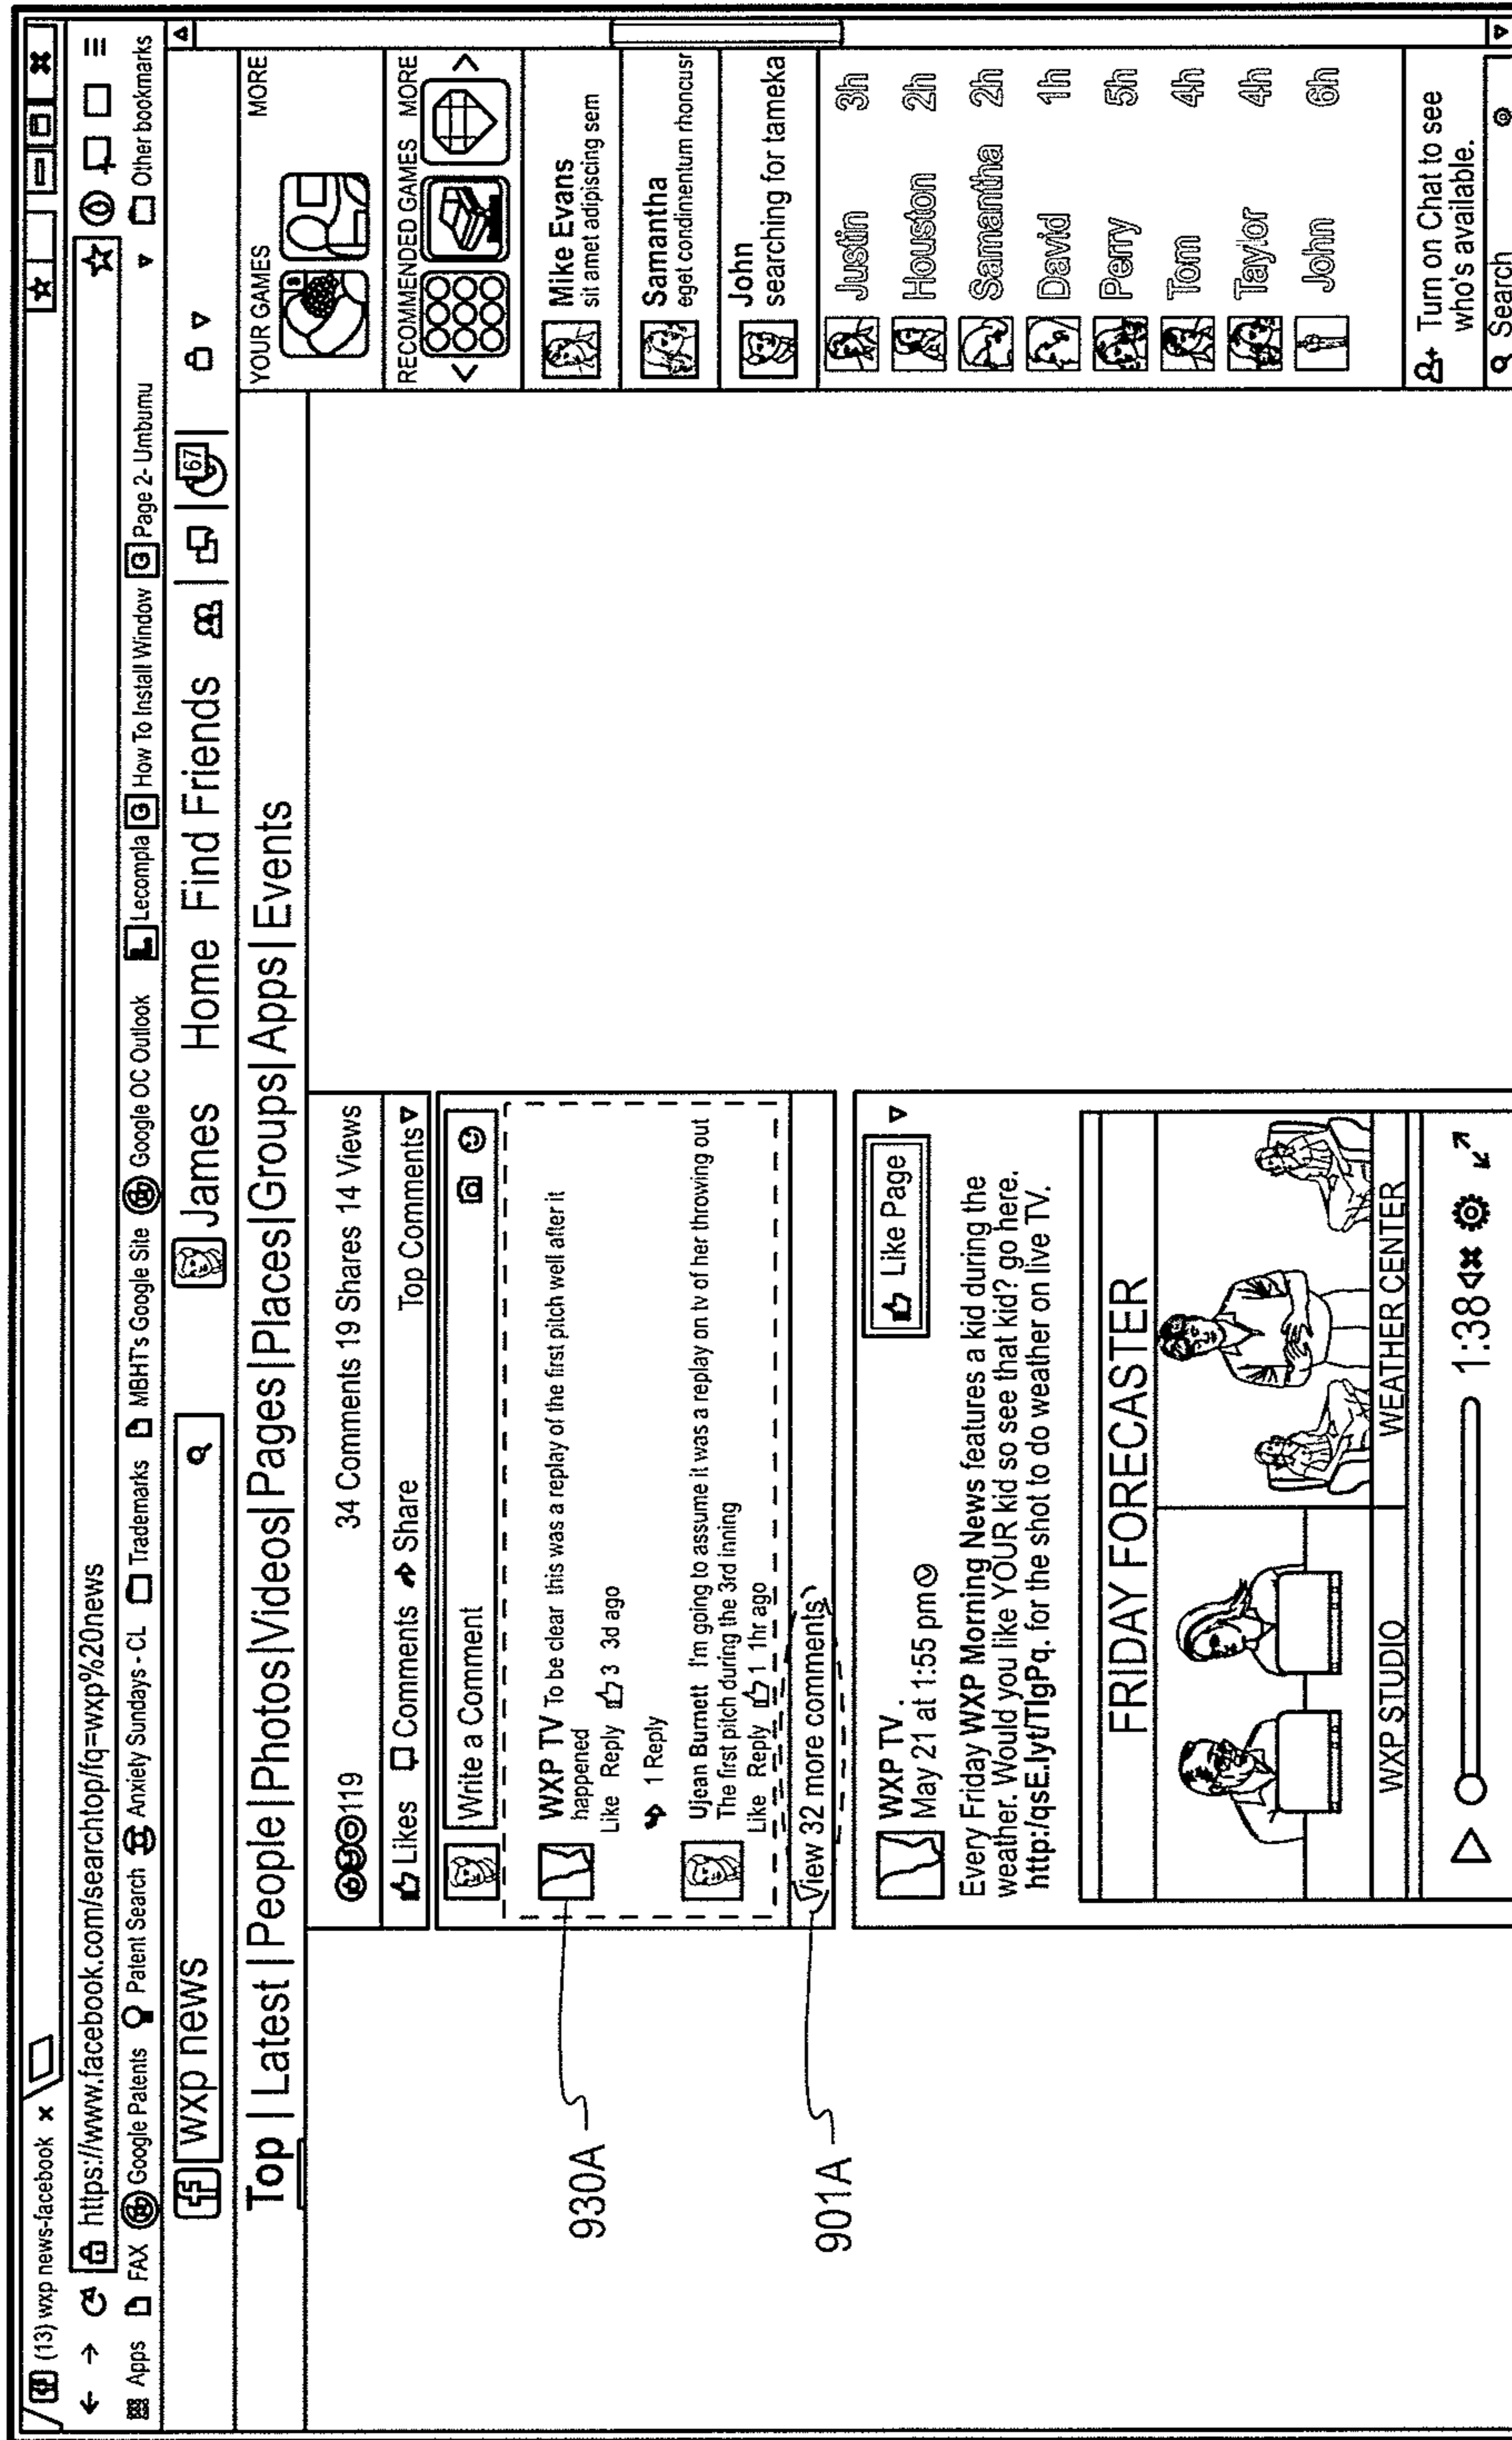 (13) wxp news-facebook ×
https://www.facebook.com/searchtop/fq=wxp%20news
Apps FAX Google Patents Patent Search Anxiety Sundays - CL Trademarks MBHT's Google Site Google OC Outlook Lecompla How To Install Window Page 2- Umbumu Other bookmarks
wxp news James Home Find Friends 67
Top | Latest | People | Photos | Videos | Pages | Places | Groups | Apps | Events
119 34 Comments 19 Shares 14 Views
Likes Comments Share Top Comments
Write a Comment
WXP TV To be clear this was a replay of the first pitch well after it
happened
Like Reply 3 3d ago
1 Reply
Ujean Burnett I'm going to assume it was a replay on tv of her throwing out
The first pitch during the 3rd inning
Like Reply 1 1hr ago
View 32 more comments
930A
901A
WXP TV.
May 21 at 1:55 pm
Like Page
Every Friday WXP Morning News features a kid during the
weather. Would you like YOUR kid so see that kid? go here.
http:/qsE.lyt/TlgPq. for the shot to do weather on live TV.
FRIDAY FORECASTER
WXP STUDIO WEATHER CENTER
1:38
YOUR GAMES MORE
RECOMMENDED GAMES MORE
Mike Evans
sit amet adipiscing sem
Samantha
eget condimentum rhoncusr
John
searching for tameka
Justin 3h
Houston 2h
Samantha 2h
David 1h
Perry 5h
Tom 4h
Taylor 4h
John 6h
Turn on Chat to see
who's available.
Search